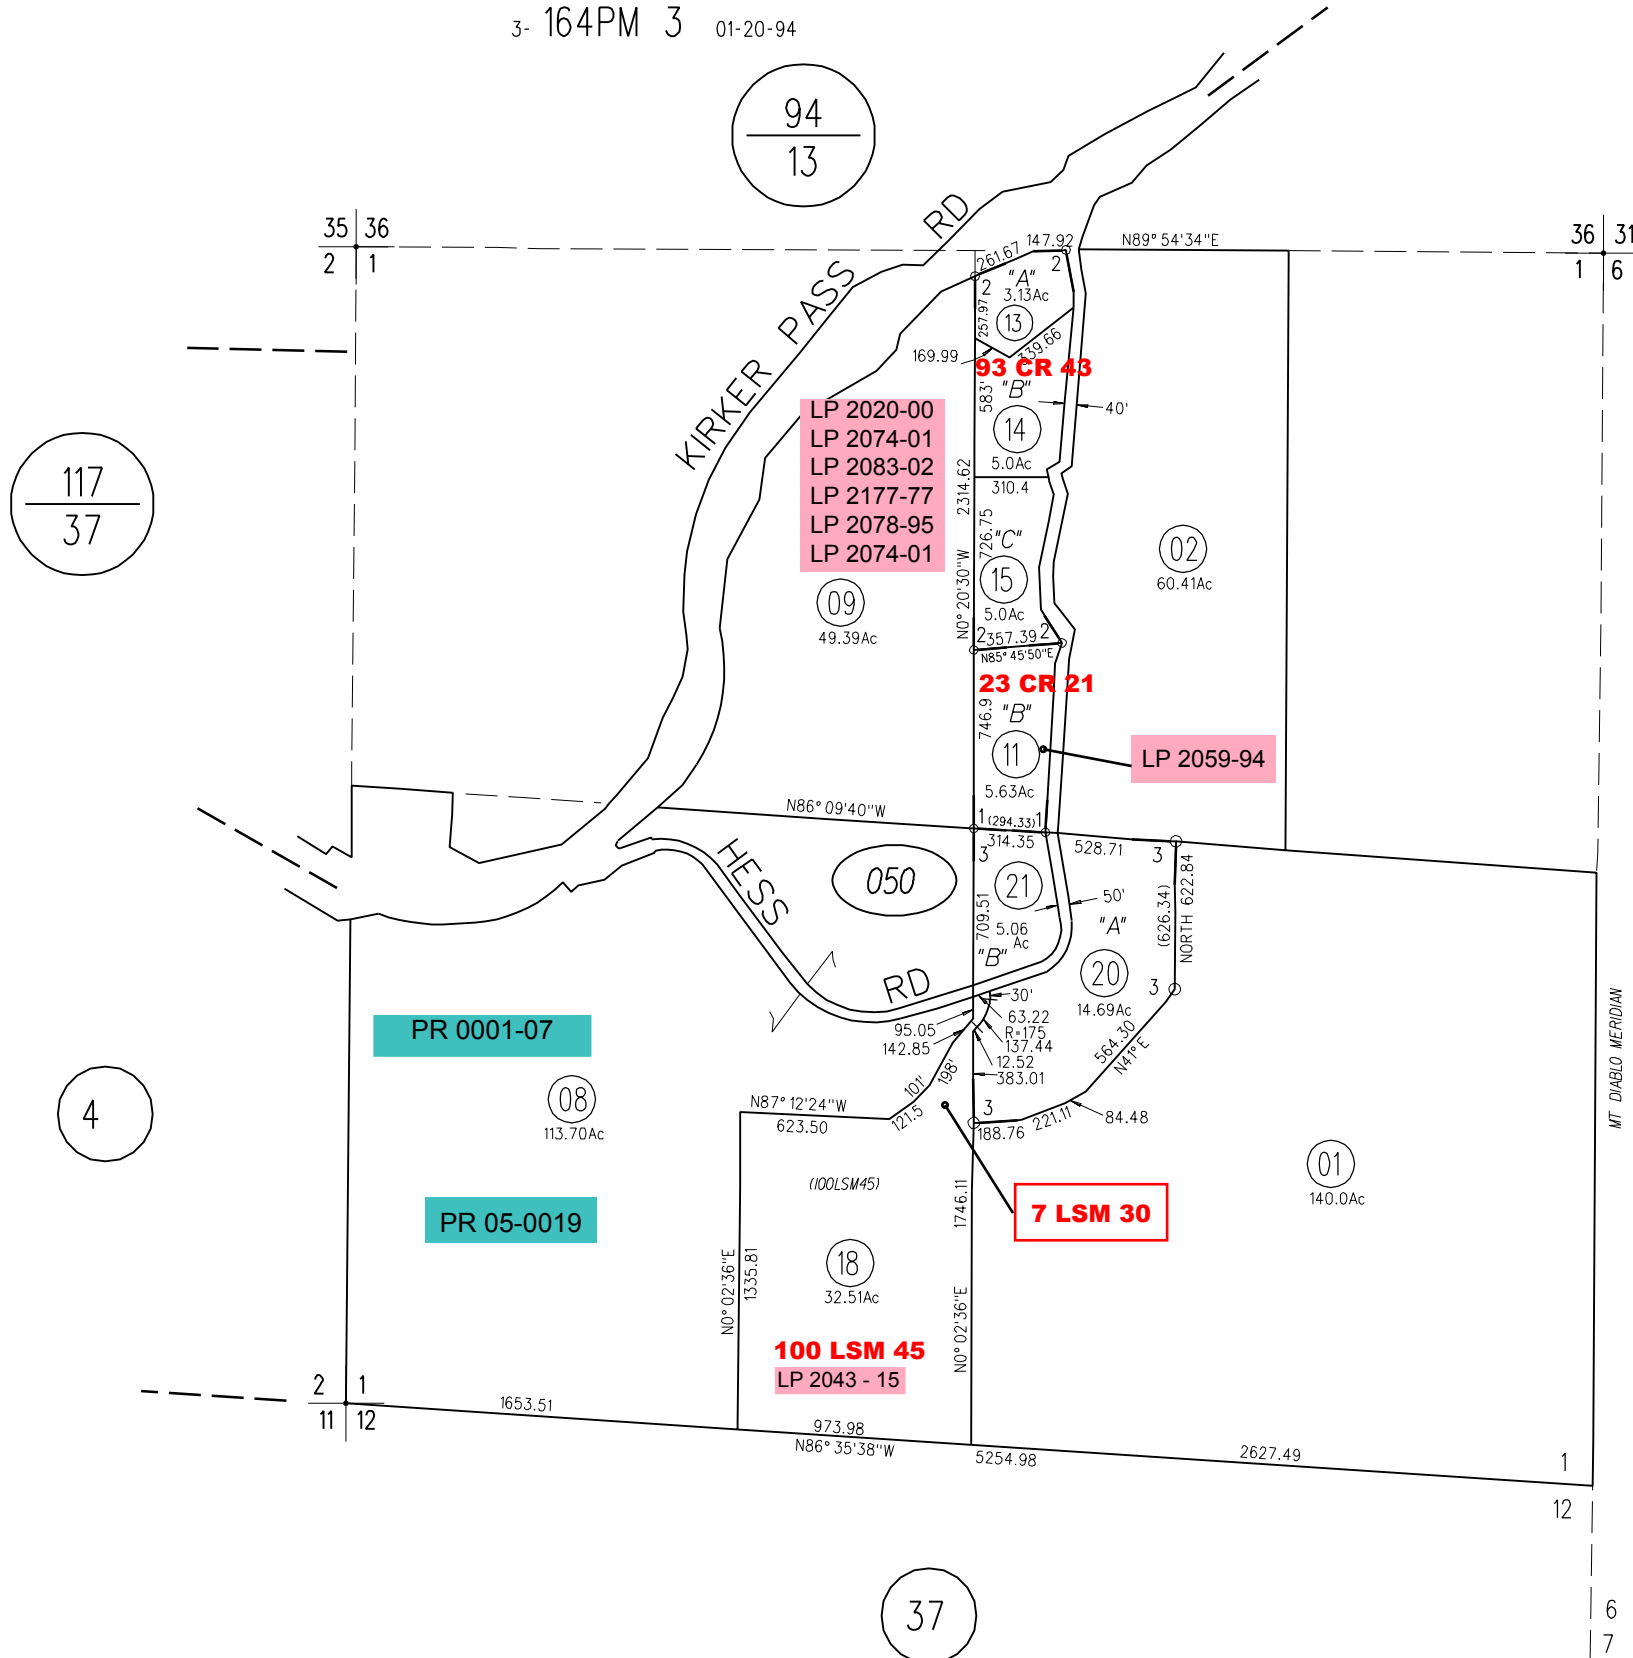 3- 164PM 3 01-20-94
94
13
35 36
2 1
36 31
1 6
KIRKER PASS RD
261.67
147.92
N89° 54'34"E
2
2
"A"
3.13Ac
13
257.97
169.99
339.66
93 CR 43
583'
"B"
40'
14
5.0Ac
310.4
LP 2020-00
LP 2074-01
LP 2083-02
LP 2177-77
LP 2078-95
LP 2074-01
117
37
2314.62
N0° 20'30"W
726.75
"C"
15
5.0Ac
02
60.41Ac
09
49.39Ac
2 357.39 2
N85° 45'50"E
23 CR 21
746.9
"B"
11
5.63Ac
LP 2059-94
N86° 09'40"W
1 (294.33) 1
314.35
528.71
3
3
HESS RD
050
21
709.51
5.06
Ac
"B"
50'
"A"
20
14.69Ac
(626.34)
NORTH 622.84
3
30'
63.22
R=175
137.44
12.52
383.01
95.05
142.85
198'
101'
121.5
564.30
N41° E
84.48
221.11
188.76
3
PR 0001-07
08
113.70Ac
4
N87° 12'24"W
623.50
(100LSM45)
7 LSM 30
01
140.0Ac
MT DIABLO MERIDIAN
PR 05-0019
N0° 02'36"E
1335.81
18
32.51Ac
1746.11
N0° 02'36"E
100 LSM 45
LP 2043 - 15
2 1
11 12
1653.51
973.98
N86° 35'38"W
5254.98
2627.49
1
12
37
6
7